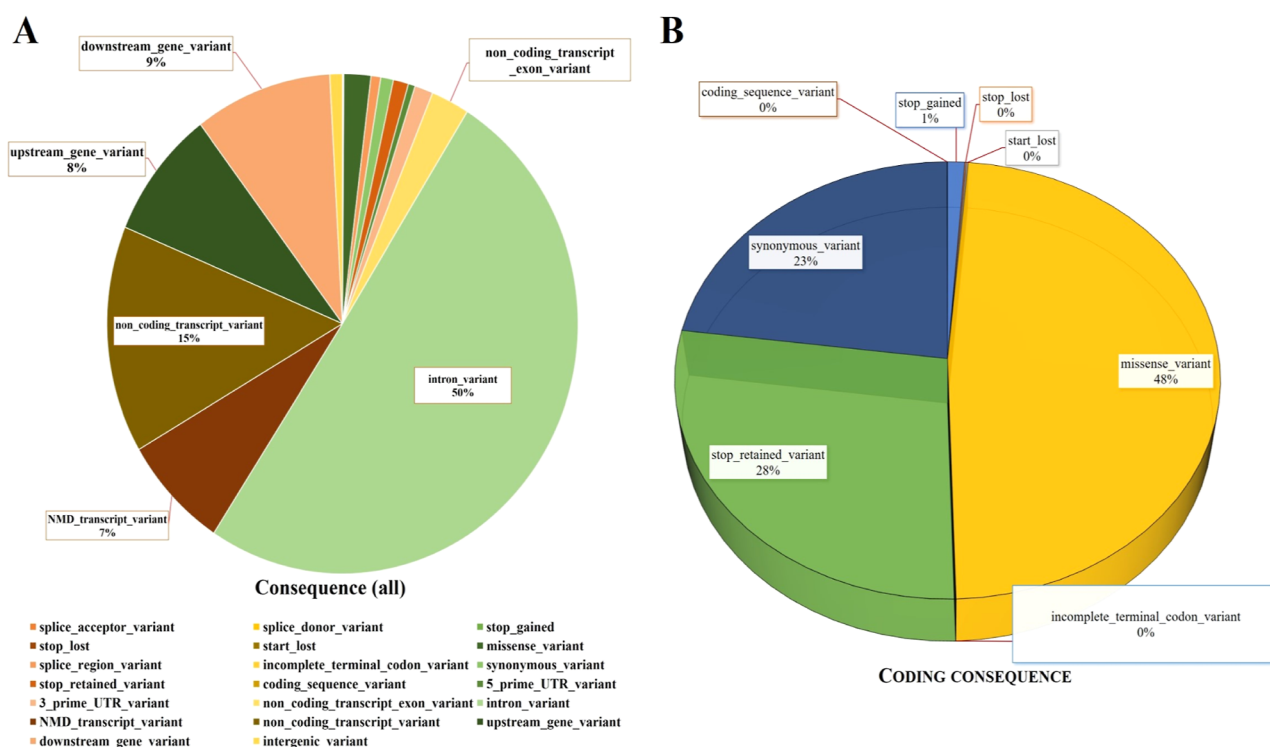 A
downstream_gene_variant
9%
non_coding_transcript
_exon_variant
upstream_gene_variant
8%
non_coding_transcript_variant
15%
intron_variant
50%
NMD_transcript_variant
7%
Consequence (all)
splice_acceptor_variant
splice_donor_variant
stop_gained
stop_lost
start_lost
missense_variant
splice_region_variant
incomplete_terminal_codon_variant
synonymous_variant
stop_retained_variant
coding_sequence_variant
5_prime_UTR_variant
3_prime_UTR_variant
non_coding_transcript_exon_variant
intron_variant
NMD_transcript_variant
non_coding_transcript_variant
upstream_gene_variant
downstream_gene_variant
intergenic_variant
B
coding_sequence_variant
0%
stop_gained
1%
stop_lost
0%
start_lost
0%
synonymous_variant
23%
missense_variant
48%
stop_retained_variant
28%
incomplete_terminal_codon_variant
0%
CODING CONSEQUENCE